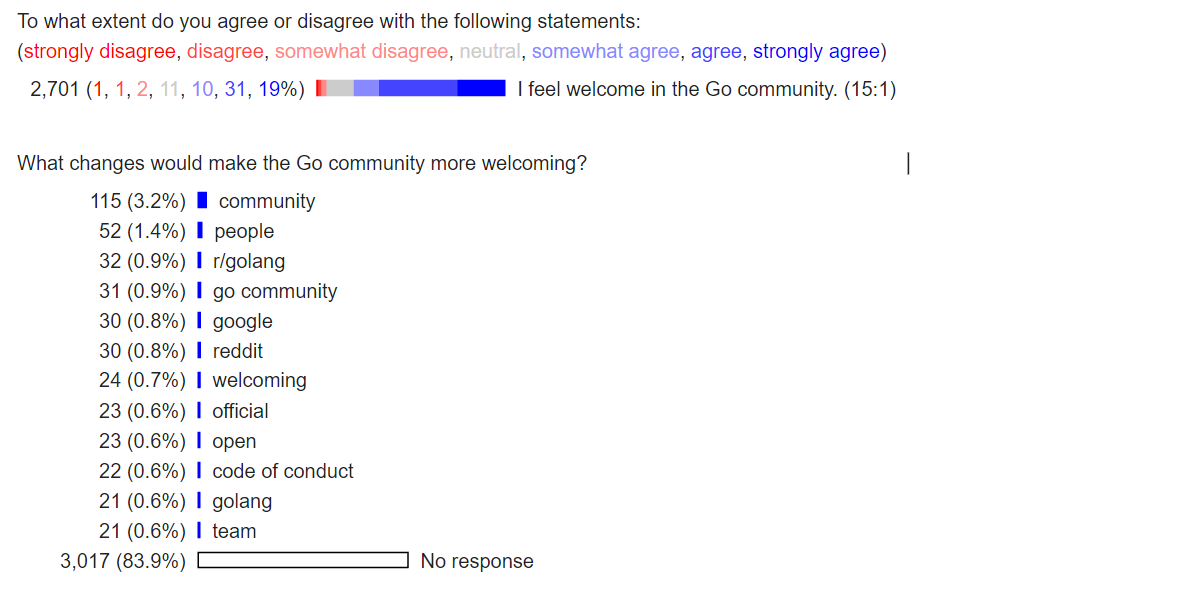 To what extent do you agree or disagree with the following statements:
(strongly disagree, disagree, somewhat disagree, neutral, somewhat agree, agree, strongly agree)
2,701 (1, 1, 2, 11, 10, 31, 19%) I feel welcome in the Go community. (15:1)
What changes would make the Go community more welcoming?
115 (3.2%) community
52 (1.4%) people
32 (0.9%) r/golang
31 (0.9%) go community
30 (0.8%) google
30 (0.8%) reddit
24 (0.7%) welcoming
23 (0.6%) official
23 (0.6%) open
22 (0.6%) code of conduct
21 (0.6%) golang
21 (0.6%) team
3,017 (83.9%) No response